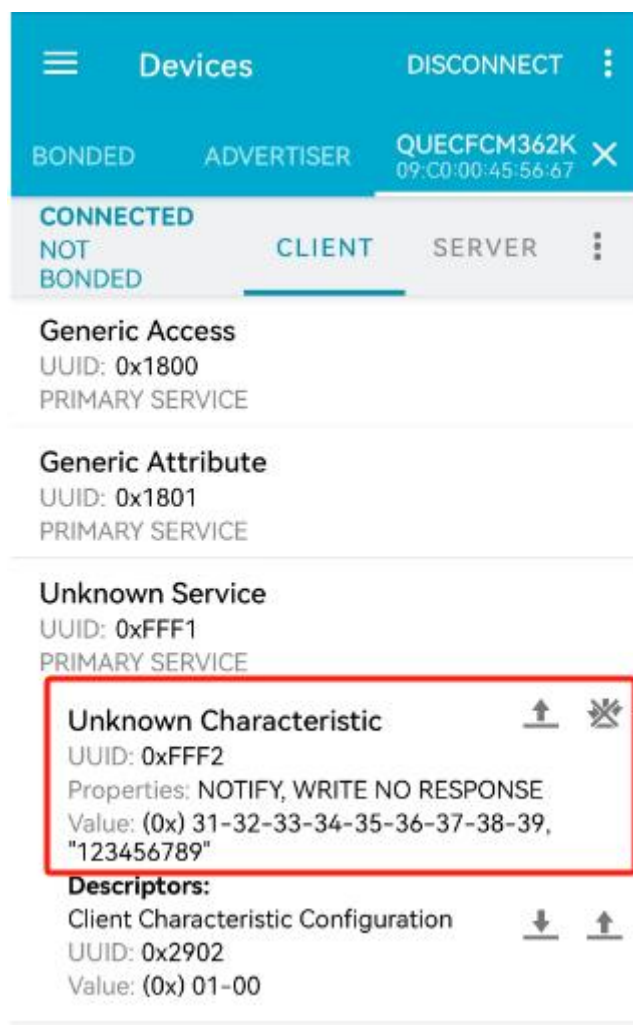 Devices DISCONNECT
BONDED ADVERTISER QUECFCM362K
09:C0:00:45:56:67
CONNECTED
NOT
BONDED
CLIENT SERVER
Generic Access
UUID: 0x1800
PRIMARY SERVICE
Generic Attribute
UUID: 0x1801
PRIMARY SERVICE
Unknown Service
UUID: 0xFFF1
PRIMARY SERVICE
Unknown Characteristic
UUID: 0xFFF2
Properties: NOTIFY, WRITE NO RESPONSE
Value: (0x) 31-32-33-34-35-36-37-38-39,
"123456789"
Descriptors:
Client Characteristic Configuration
UUID: 0x2902
Value: (0x) 01-00